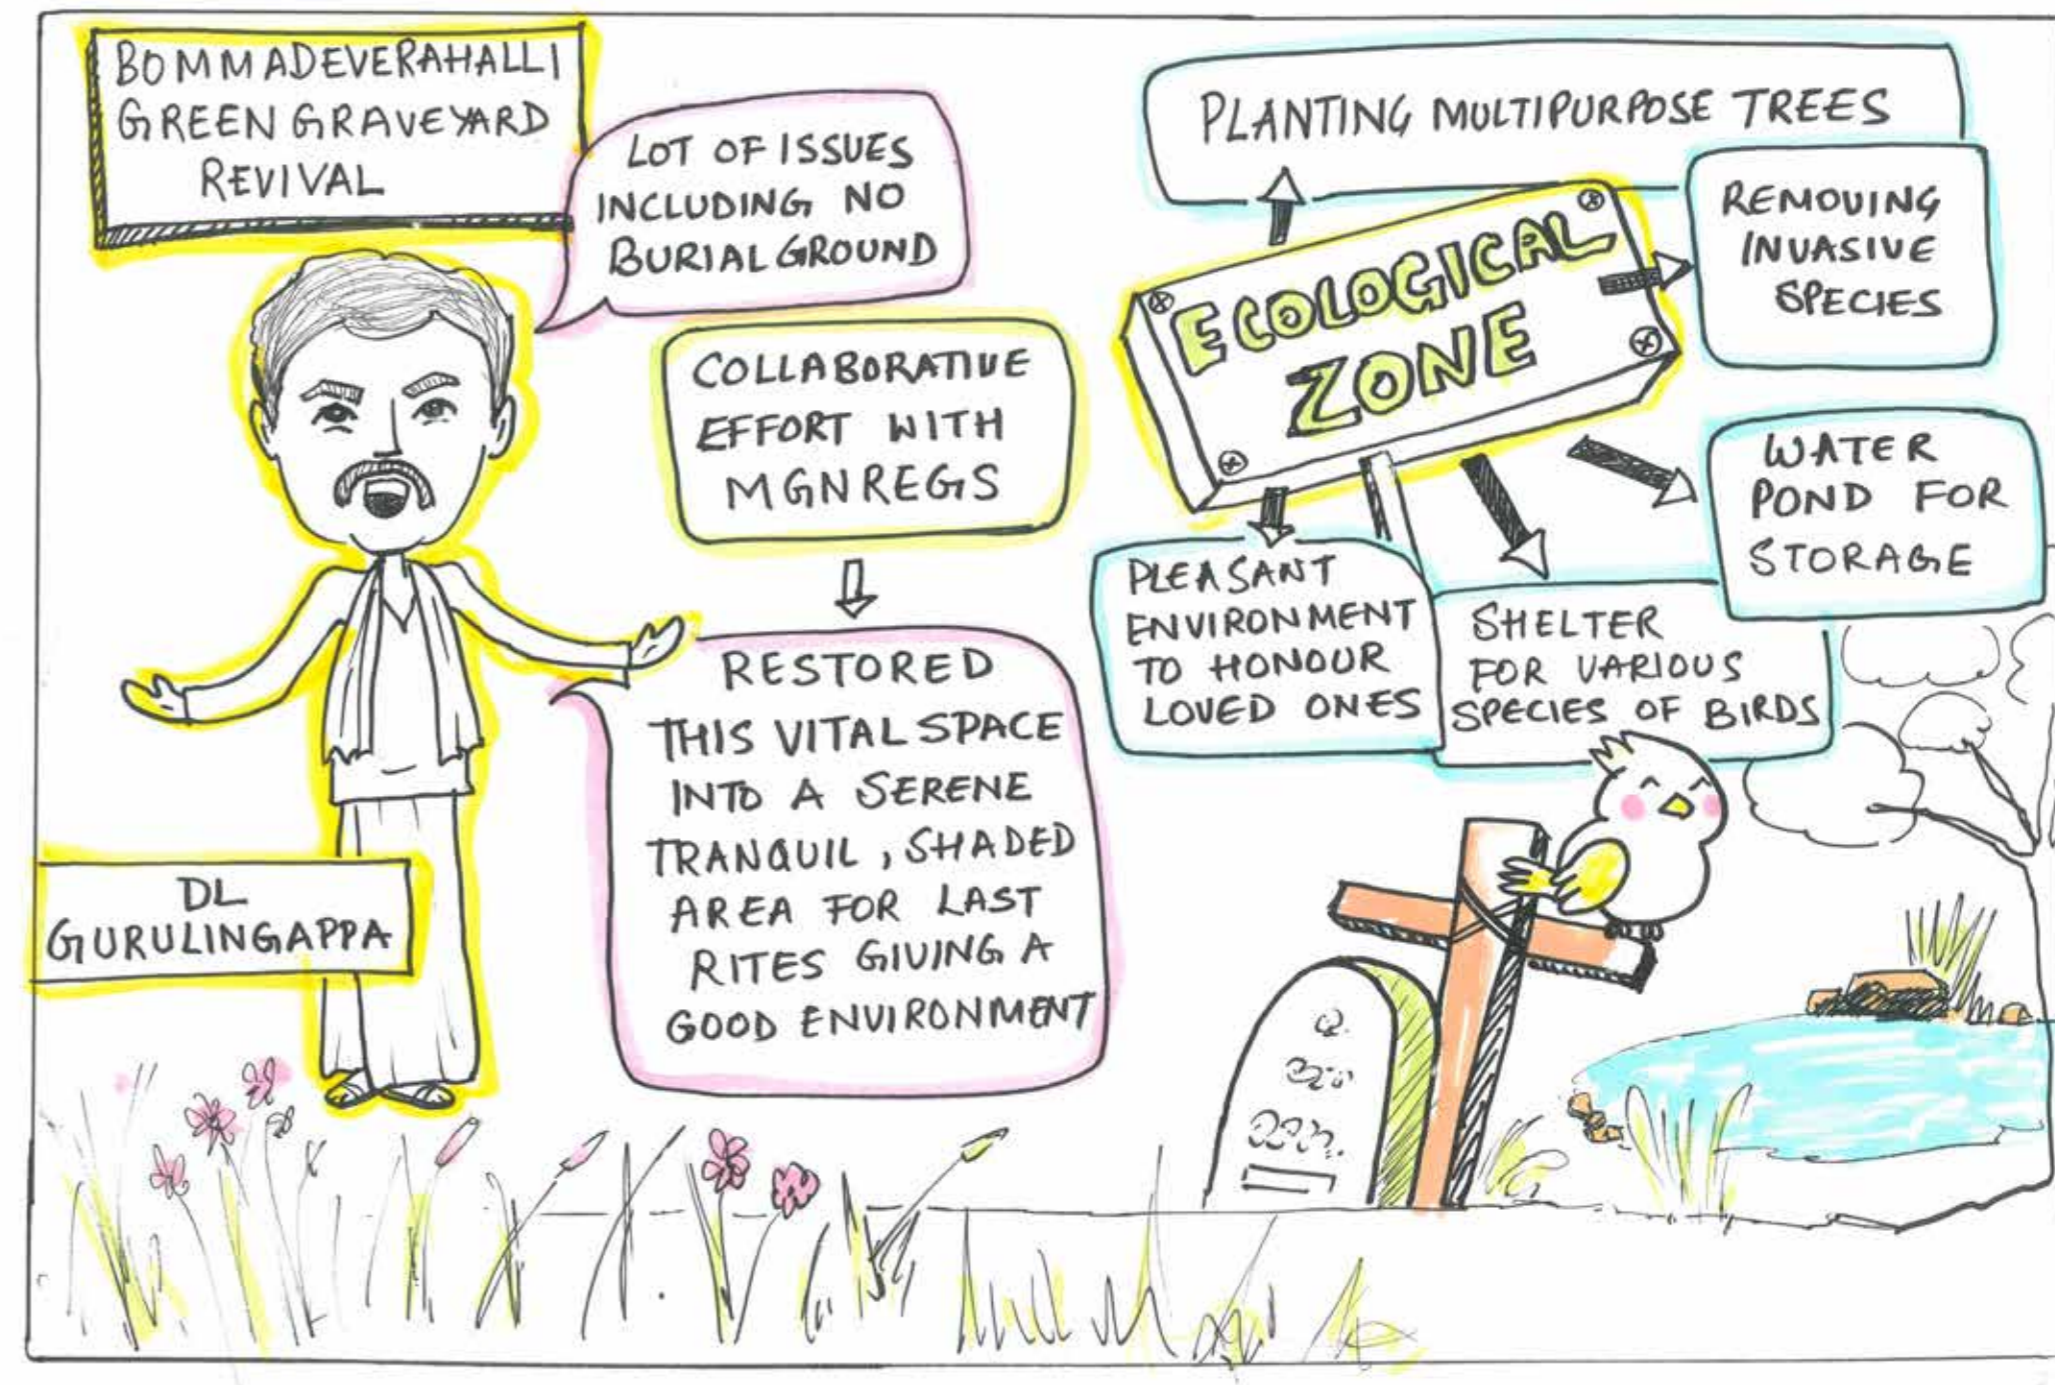 BOMMADEVERAHALLI
GREEN GRAVEYARD
REVIVAL
LOT OF ISSUES
INCLUDING NO
BURIAL GROUND
COLLABORATIVE
EFFORT WITH
MGNREGS
RESTORED
THIS VITAL SPACE
INTO A SERENE
TRANQUIL, SHADED
AREA FOR LAST
RITES GIVING A
GOOD ENVIRONMENT
DL
GURULINGAPPA
PLANTING MULTIPURPOSE TREES
ECOLOGICAL
ZONE
REMOVING
INVASIVE
SPECIES
WATER
POND FOR
STORAGE
SHELTER
FOR VARIOUS
SPECIES OF BIRDS
PLEASANT
ENVIRONMENT
TO HONOUR
LOVED ONES